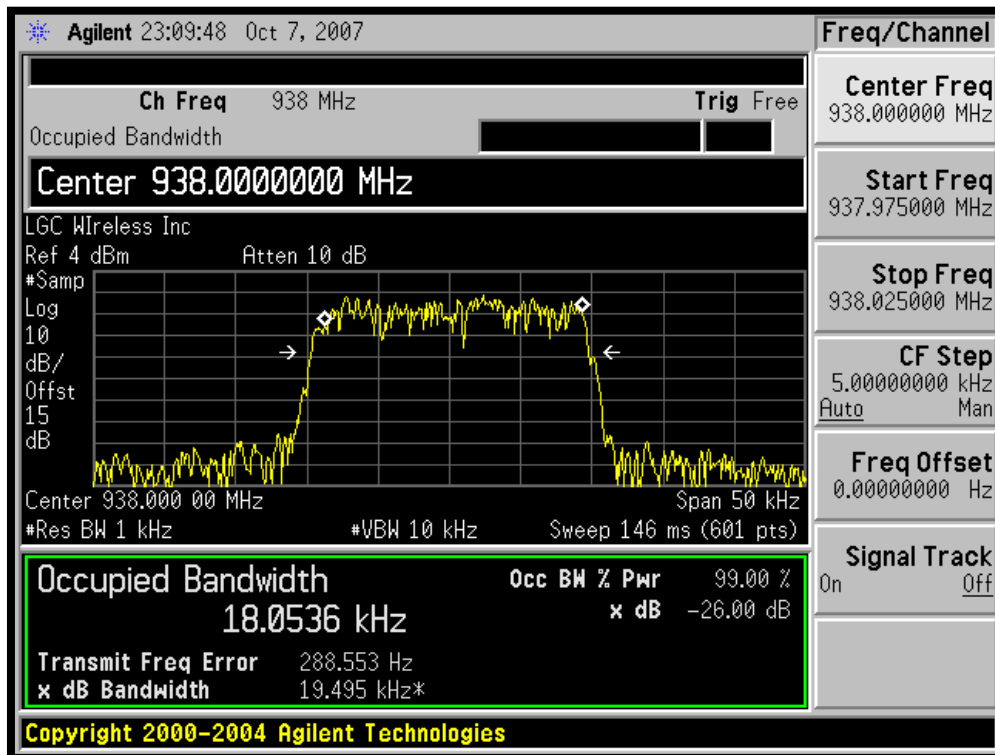 Agilent 23:09:48 Oct 7, 2007
Freq/Channel
Ch Freq 938 MHz Trig Free
Occupied Bandwidth
Center 938.0000000 MHz
LGC WIreless Inc
Ref 4 dBm Atten 10 dB
#Samp
Log
10
dB/
Offst
15
dB
Center 938.000 00 MHz Span 50 kHz
#Res BW 1 kHz #VBW 10 kHz Sweep 146 ms (601 pts)
Occupied Bandwidth Occ BW % Pwr 99.00 %
18.0536 kHz x dB -26.00 dB
Transmit Freq Error 288.553 Hz
x dB Bandwidth 19.495 kHz*
Copyright 2000-2004 Agilent Technologies
Center Freq
938.000000 MHz
Start Freq
937.975000 MHz
Stop Freq
938.025000 MHz
CF Step
5.00000000 kHz
Auto Man
Freq Offset
0.00000000 Hz
Signal Track
On Off